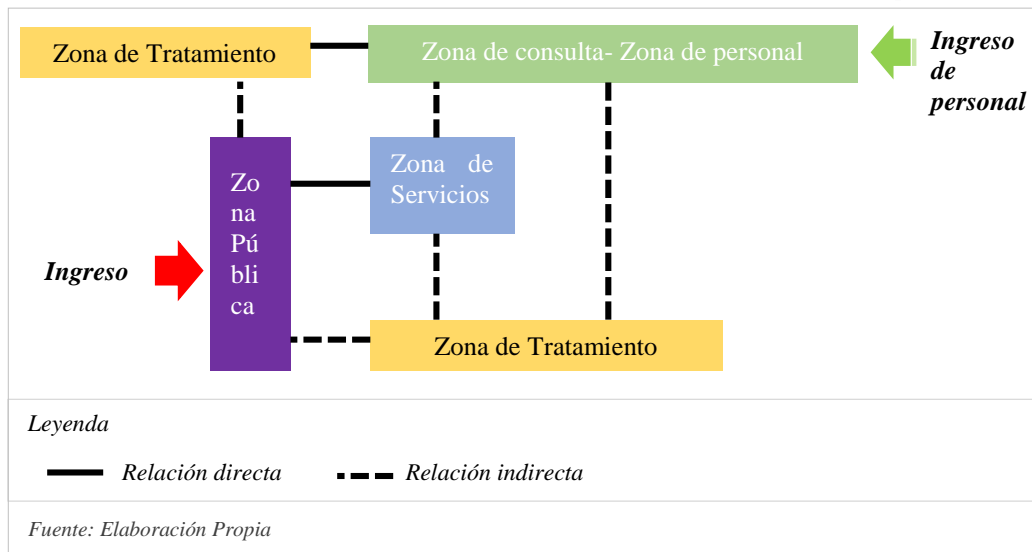 Zona de Tratamiento
Zona de consulta- Zona de personal
Ingreso
de
personal
Zo
na
Pú
bli
ca
Zona de
Servicios
Ingreso
Zona de Tratamiento
Leyenda
Relación directa
Relación indirecta
Fuente: Elaboración Propia